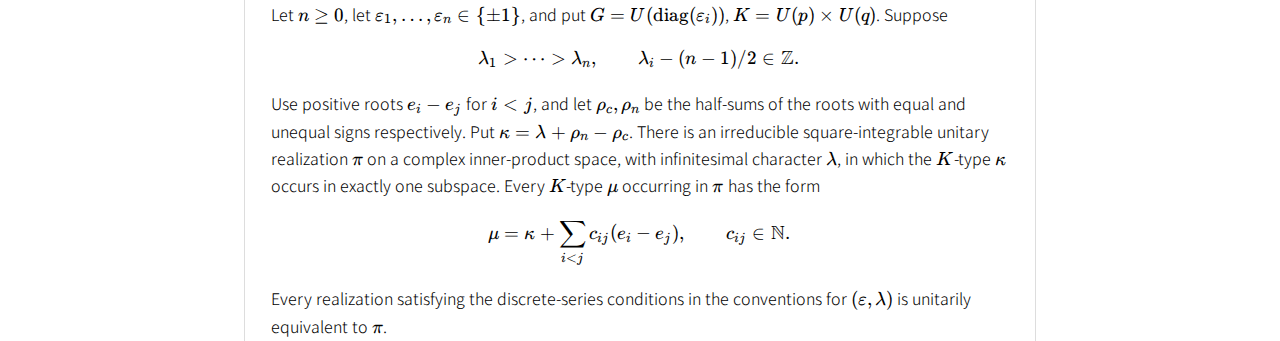 Let n ≥ 0, let ε₁, . . . , εₙ ∈ {±1}, and put G = U(diag(εᵢ)), K = U(p) × U(q). Suppose
λ₁ > ⋯ > λₙ, λᵢ − (n − 1)/2 ∈ ℤ.
Use positive roots eᵢ − eⱼ for i < j, and let ρ_c, ρ_n be the half-sums of the roots with equal and
unequal signs respectively. Put κ = λ + ρ_n − ρ_c. There is an irreducible square-integrable unitary
realization π on a complex inner-product space, with infinitesimal character λ, in which the K-type κ
occurs in exactly one subspace. Every K-type μ occurring in π has the form
μ = κ + ∑_{i<j} c_{ij}(eᵢ − eⱼ), c_{ij} ∈ ℕ.
Every realization satisfying the discrete-series conditions in the conventions for (ε, λ) is unitarily
equivalent to π.